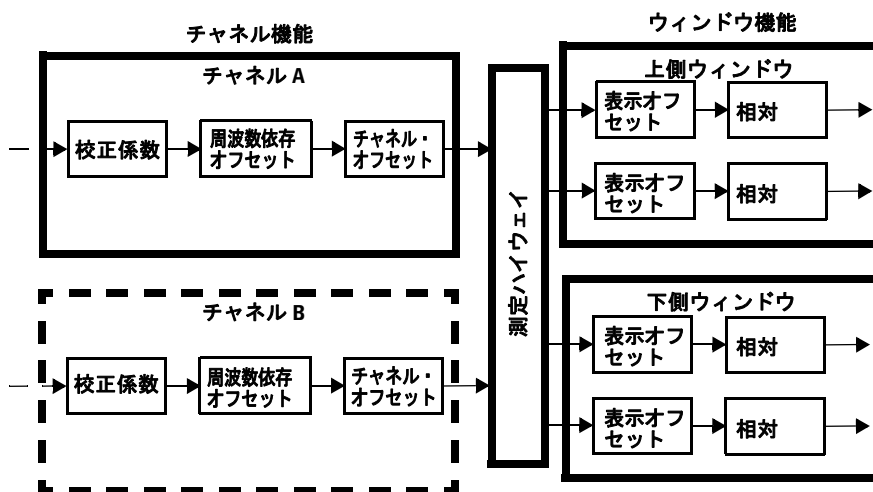 チャネル機能
チャネル A
校正係数
周波数依存
オフセット
チャネル・
オフセット
チャネル B
校正係数
周波数依存
オフセット
チャネル・
オフセット
測定ハイウェイ
ウィンドウ機能
上側ウィンドウ
表示オフ
セット
相対
表示オフ
セット
相対
下側ウィンドウ
表示オフ
セット
相対
表示オフ
セット
相対